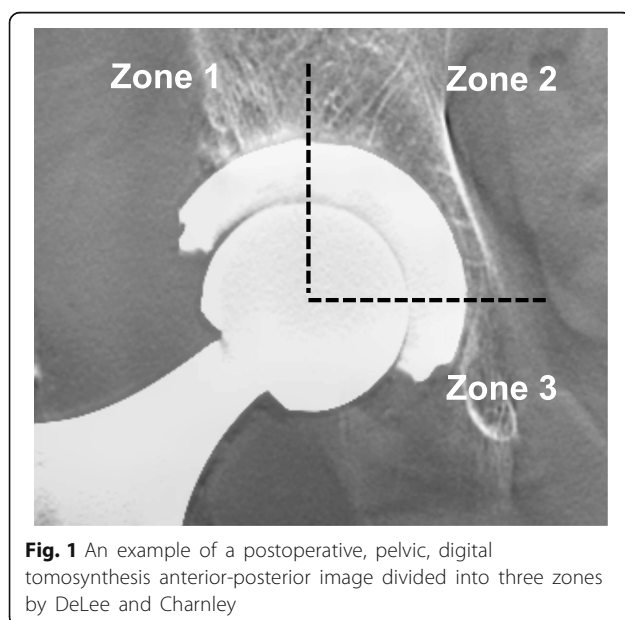 Zone 1
Zone 2
Zone 3
Fig. 1 An example of a postoperative, pelvic, digital
tomosynthesis anterior-posterior image divided into three zones
by DeLee and Charnley